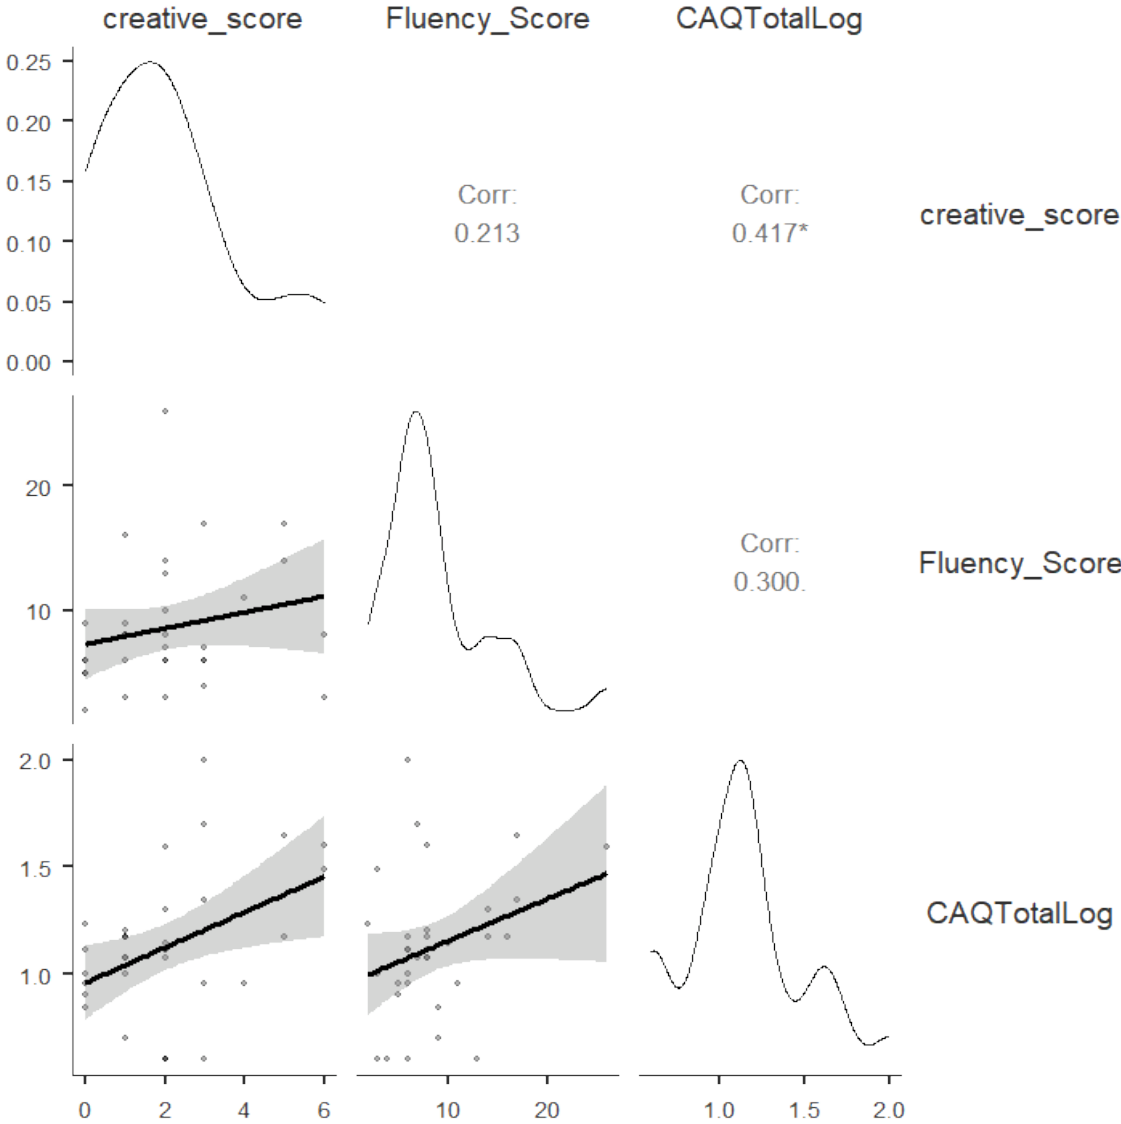 creative_score Fluency_Score CAQTotalLog
0.25
0.20
0.15
0.10
0.05
0.00
Corr:
0.213
Corr:
0.417*
creative_score
20
10
Corr:
0.300.
Fluency_Score
2.0
1.5
1.0
CAQTotalLog
0 2 4 6
10 20
1.0 1.5 2.0